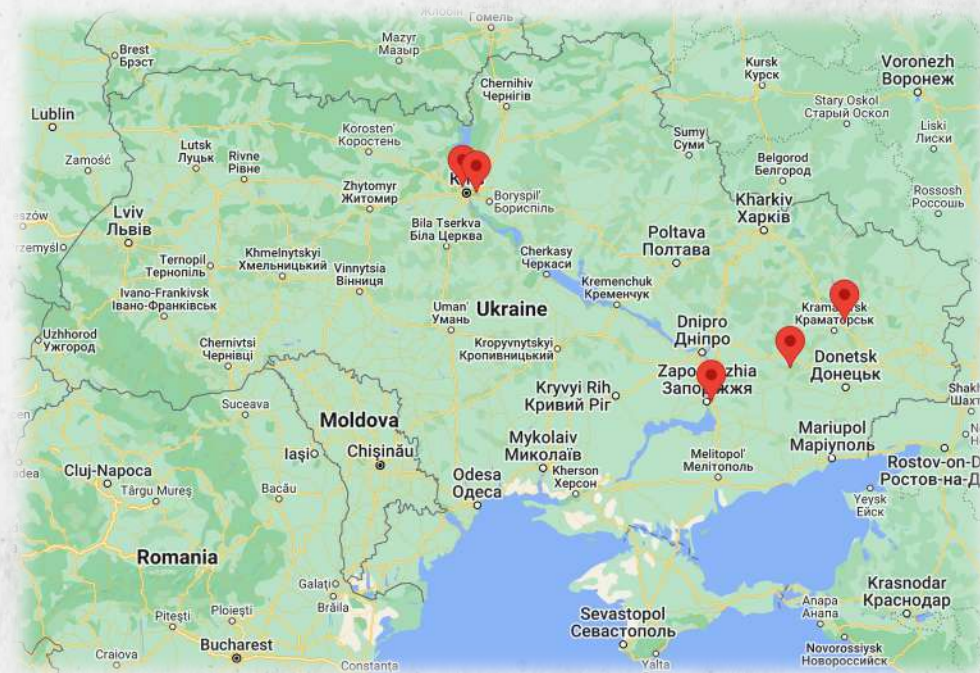 Жлобін
Гомель
Mazyr
Мазыр
Brest
Брэст
Chernihiv
Чернігів
Kursk
Курск
Voronezh
Воронеж
Stary Oskol
Старый Оскол
Lublin
Liski
Лиски
Korosten'
Коростень
Sumy
Суми
Lutsk
Луцьк
Rivne
Рівне
Zamość
Belgorod
Белгород
Zhytomyr
Житомир
Boryspil'
Бориспіль
Rossosh
Россошь
Kharkiv
Харків
Lviv
Львів
Bila Tserkva
Біла Церква
Poltava
Полтава
Khmelnytskyi
Хмельницький
Ternopil
Тернопіль
Vinnytsia
Вінниця
Cherkasy
Черкаси
Kremenchuk
Кременчук
Ivano-Frankivsk
Івано-Франківськ
Uman'
Умань
Ukraine
Краматорськ
Uzhhorod
Ужгород
Chernivtsi
Чернівці
Kropyvnytskyi
Кропивницький
Dnipro
Дніпро
Donetsk
Донецьк
Kryvyi Rih
Кривий Ріг
Suceava
Moldova
Mykolaiv
Миколаїв
Mariupol
Маріуполь
Iași
Chișinău
Melitopol'
Мелітополь
Cluj-Napoca
Odesa
Одеса
Kherson
Херсон
Târgu Mureș
Bacău
Yeysk
Ейск
Romania
Galați
Krasnodar
Краснодар
Brăila
Ploiești
Pitești
Sevastopol
Севастополь
Anapa
Анапа
Bucharest
Novorossiysk
Новороссийск
Craiova
Constanța
Yalta